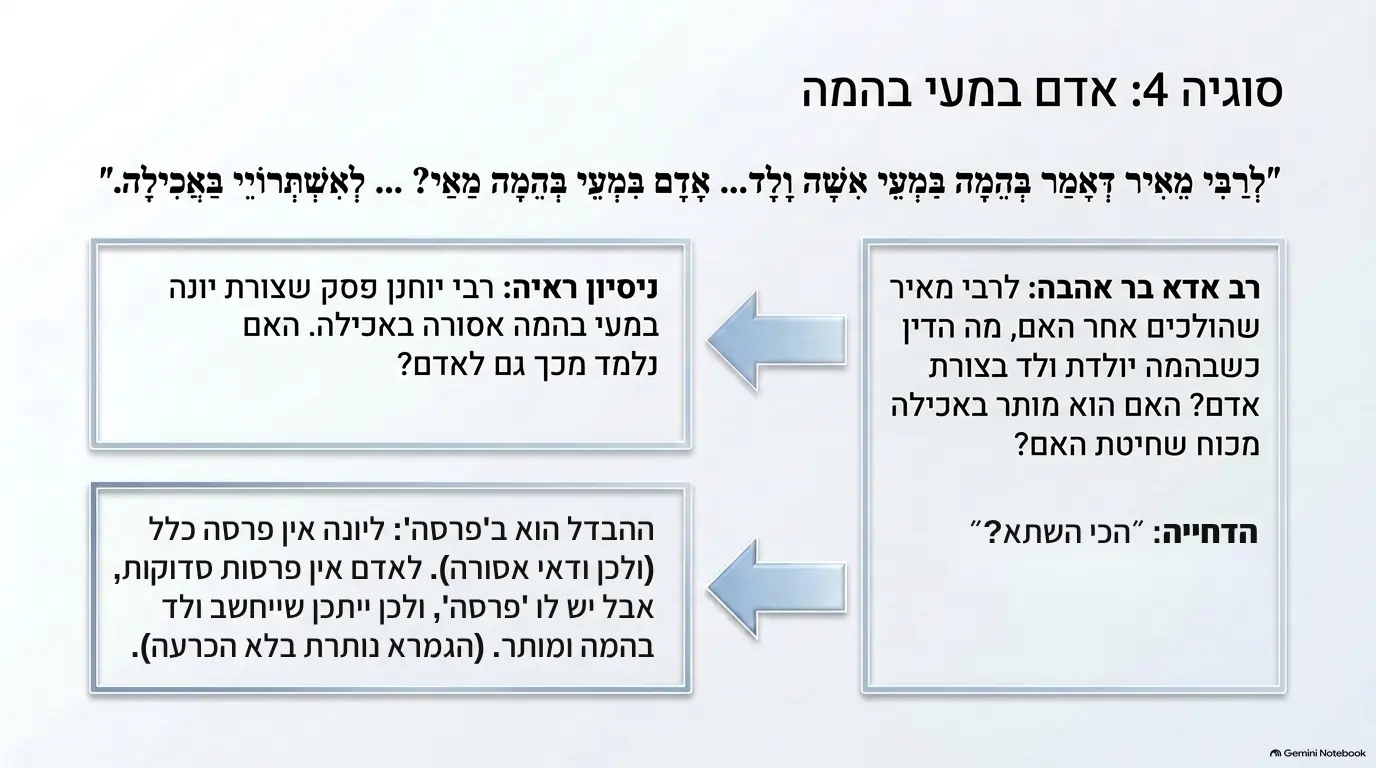 סוגיה 4: אדם במעי בהמה
"לְרַבִּי מֵאִיר דְּאָמַר בְּהֵמָה בַּמְעֵי אִשָּׁה וָלָד... אָדָם בִּמְעֵי בְּהֵמָה מַאַי? ... לְאִשְׁתְּרוֹיֵי בַּאֲכִילָה."
רב אדא בר אהבה: לרבי מאיר
שהולכים אחר האם, מה הדין
כשבהמה יולדת ולד בצורת
אדם? האם הוא מותר באכילה
מכוח שחיטת האם?
הדחייה: ״הכי השתא?״
ניסיון ראיה: רבי יוחנן פסק שצורת יונה
במעי בהמה אסורה באכילה. האם
נלמד מכך גם לאדם?
ההבדל הוא ב'פרסה': ליונה אין פרסה כלל
(ולכן ודאי אסורה). לאדם אין פרסות סדוקות,
אבל יש לו 'פרסה', ולכן ייתכן שייחשב ולד
בהמה ומותר. (הגמרא נותרת בלא הכרעה).
Gemini Notebook